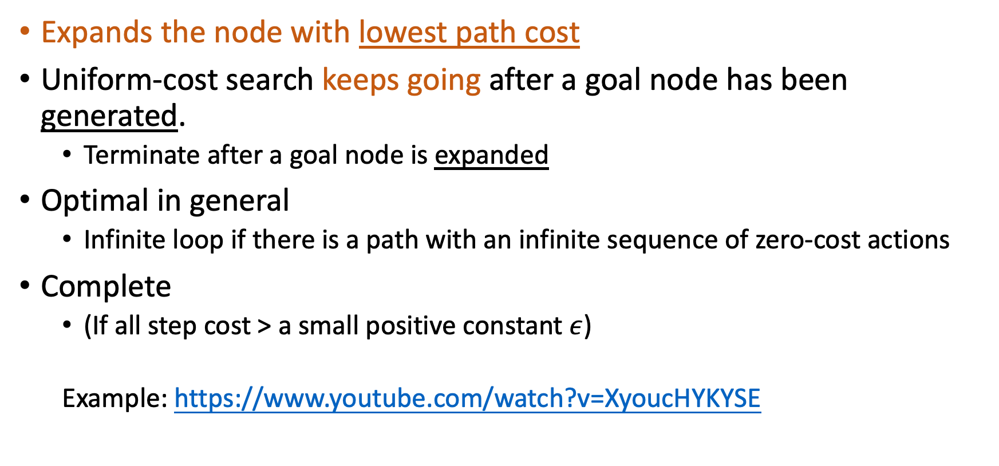 • Expands the node with lowest path cost
• Uniform-cost search keeps going after a goal node has been
generated.
• Terminate after a goal node is expanded
• Optimal in general
• Infinite loop if there is a path with an infinite sequence of zero-cost actions
• Complete
• (If all step cost > a small positive constant ϵ)
Example: https://www.youtube.com/watch?v=XyoucHYKYSE